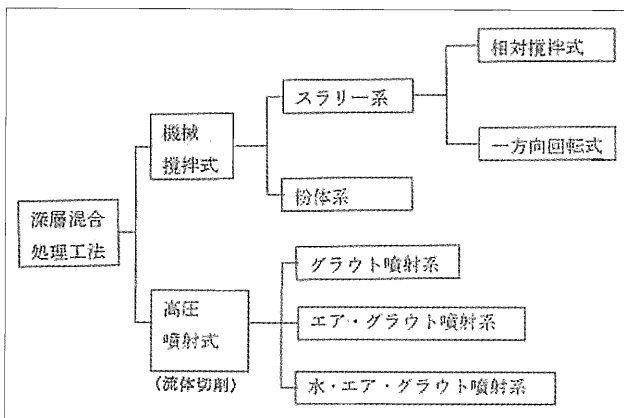 深層混合
処理工法
機械
攪拌式
スラリー系
相対攪拌式
一方向回転式
粉体系
高圧
噴射式
(流体切削)
グラウト噴射系
エア・グラウト噴射系
水・エア・グラウト噴射系